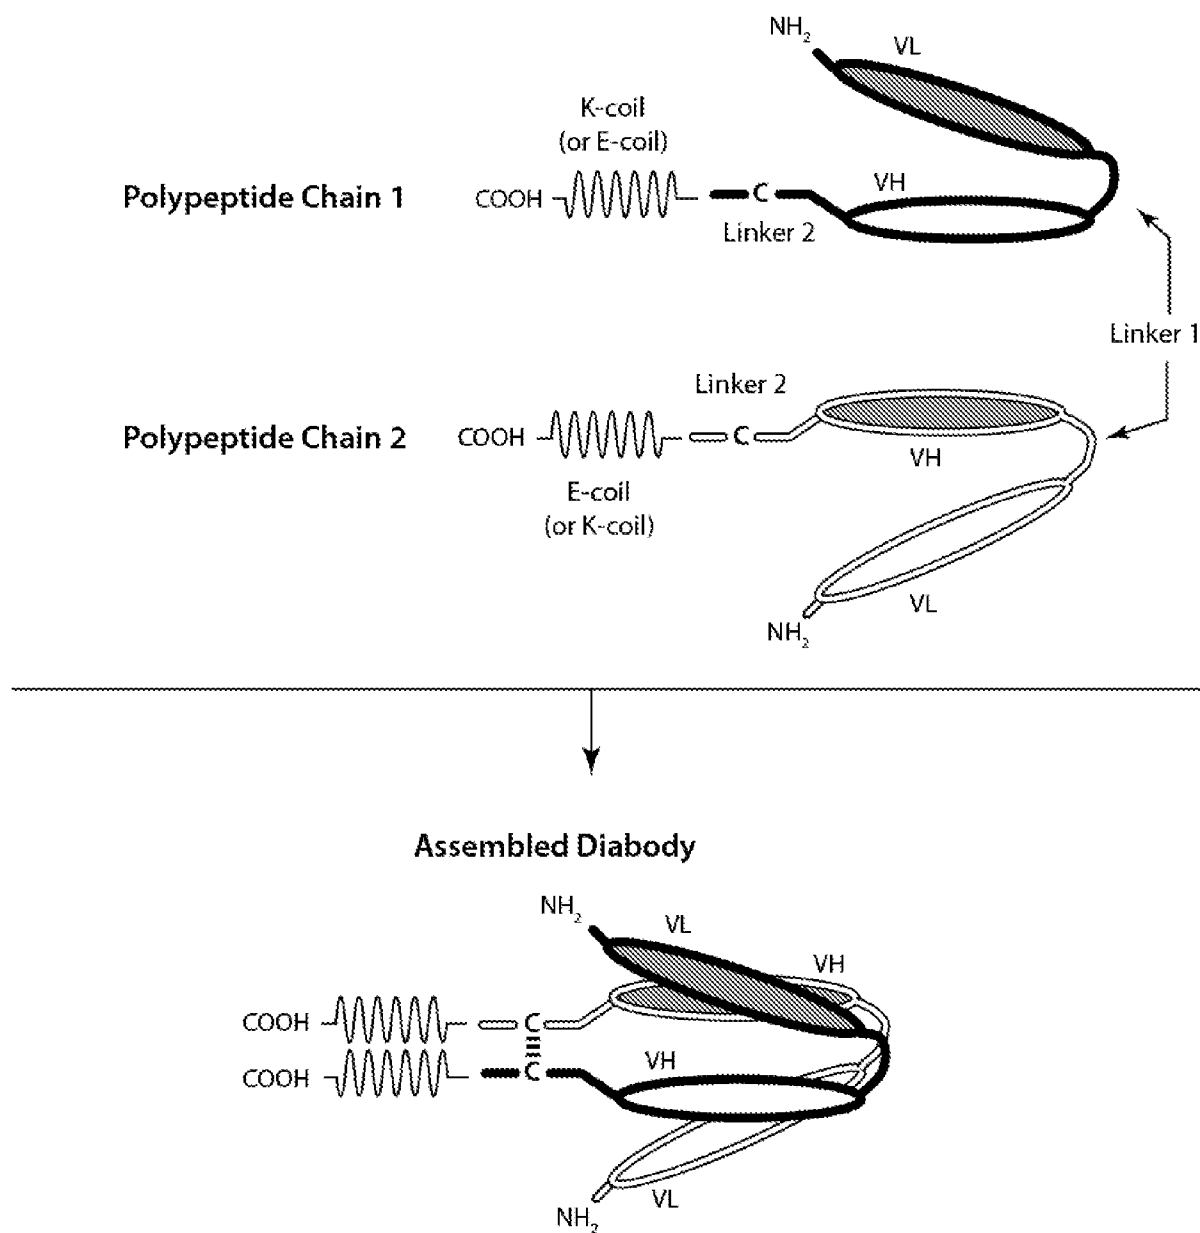 NH2
VL
K-coil
(or E-coil)
Polypeptide Chain 1
COOH
C
VH
Linker 2
Linker 1
Linker 2
Polypeptide Chain 2
COOH
C
VH
E-coil
(or K-coil)
VL
NH2
Assembled Diabody
NH2
VL
VH
COOH
C
VH
COOH
C
VL
NH2